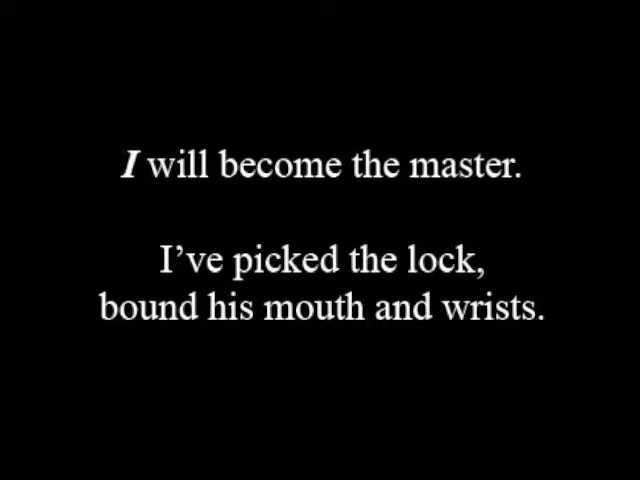 I will become the master.
I’ve picked the lock,
bound his mouth and wrists.